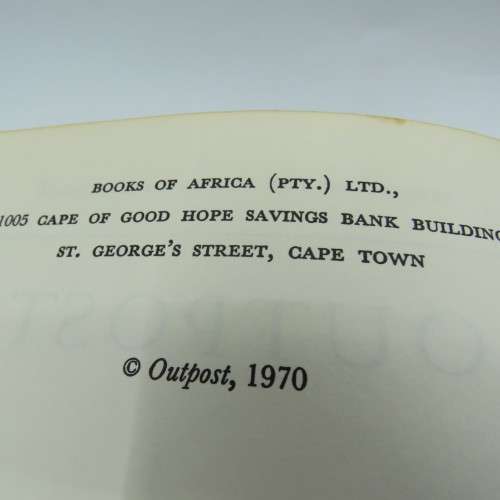 BOOKS OF AFRICA (PTY.) LTD.,
1005 CAPE OF GOOD HOPE SAVINGS BANK BUILDING
ST. GEORGE'S STREET, CAPE TOWN
© Outpost, 1970